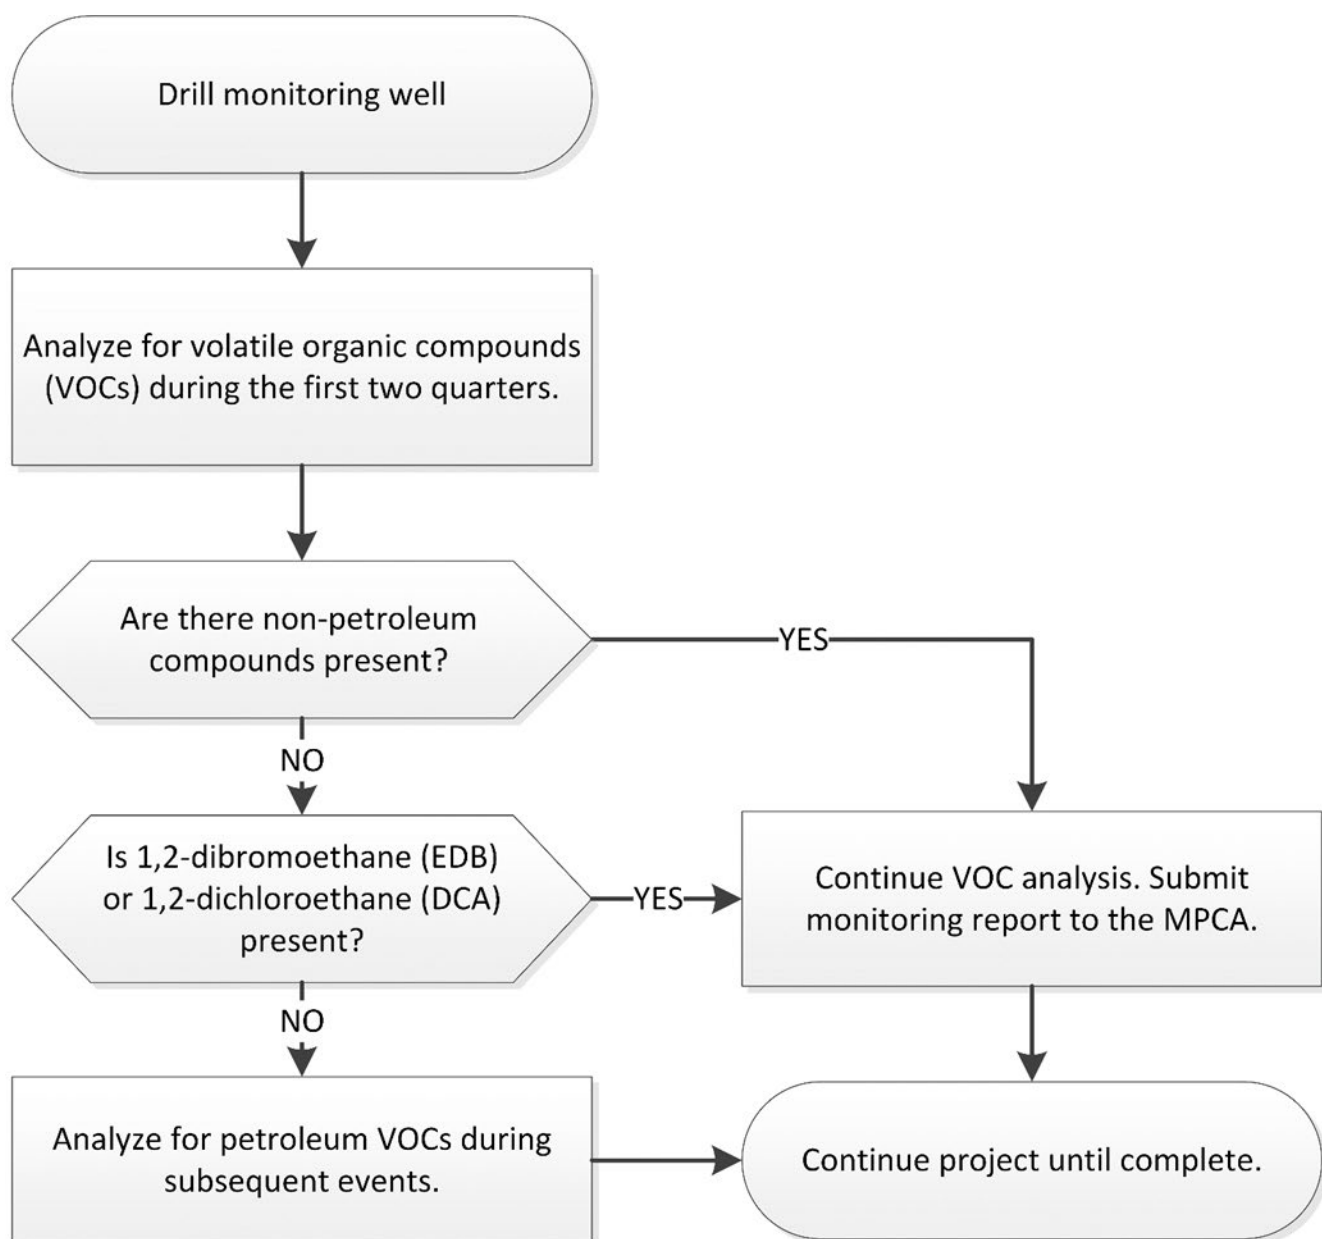 Drill monitoring well
Analyze for volatile organic compounds
(VOCs) during the first two quarters.
Are there non-petroleum
compounds present?
YES
NO
Is 1,2-dibromoethane (EDB)
or 1,2-dichloroethane (DCA)
present?
YES
Continue VOC analysis. Submit
monitoring report to the MPCA.
NO
Analyze for petroleum VOCs during
subsequent events.
Continue project until complete.